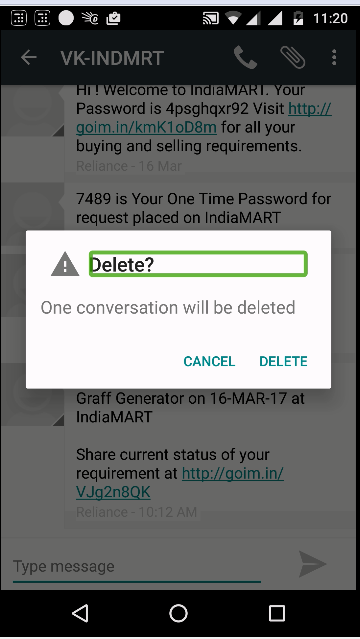 11:20
VK-INDMRT
Hi ! Welcome to IndiaMART. Your
Password is 4psghqxr92 Visit http://
goim.in/kmK1oD8m for all your
buying and selling requirements.
Reliance - 16 Mar
7489 is Your One Time Password for
request placed on IndiaMART
Delete?
One conversation will be deleted
CANCEL DELETE
Graff Generator on 16-MAR-17 at
IndiaMART
Share current status of your
requirement at http://goim.in/
VJg2n8QK
Reliance - 10:12 AM
Type message